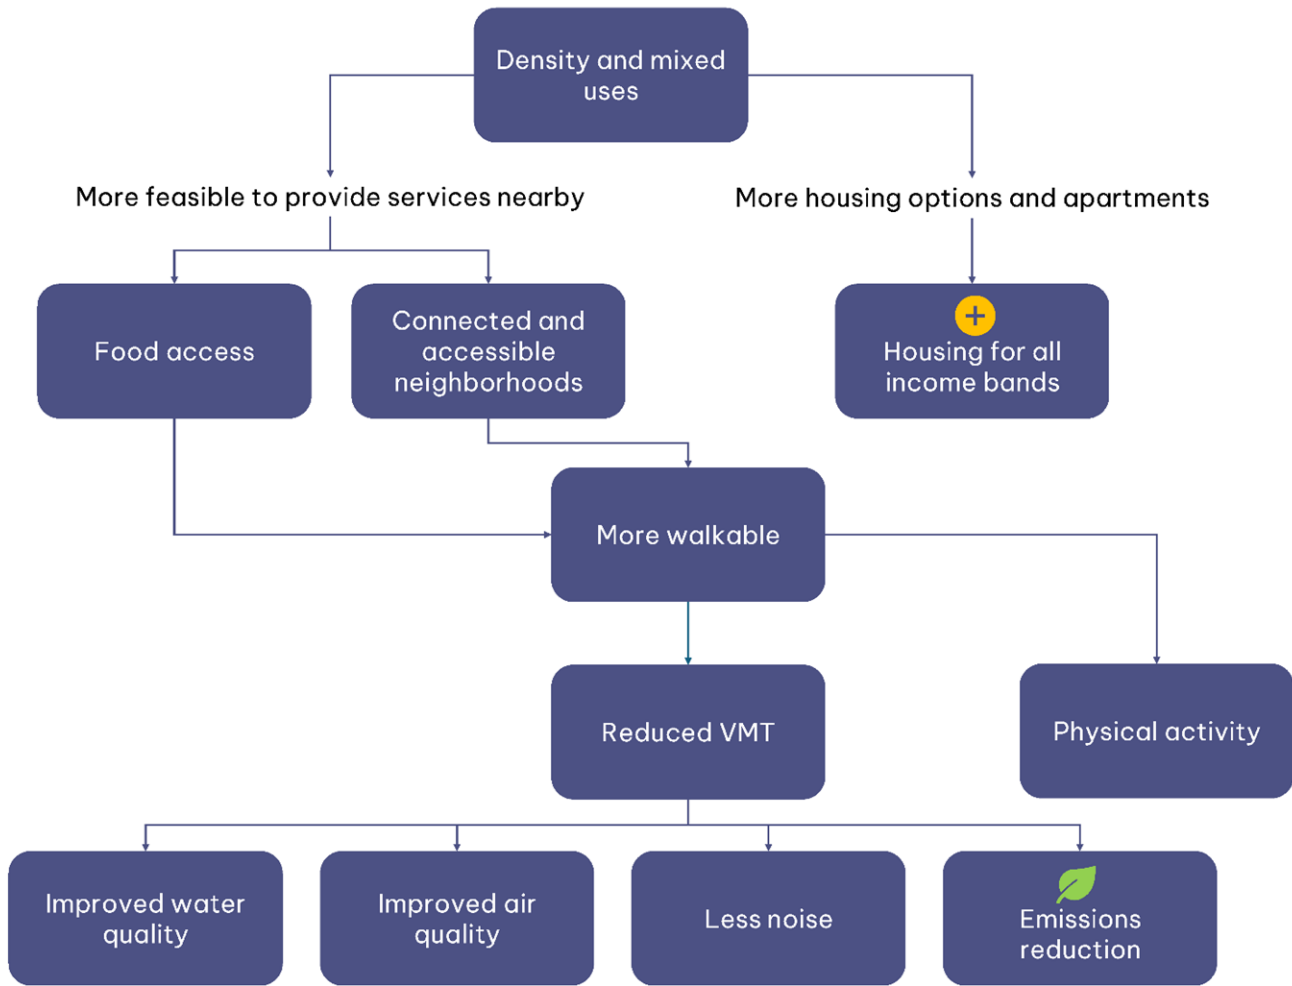 Density and mixed
uses
More feasible to provide services nearby
More housing options and apartments
Food access
Connected and
accessible
neighborhoods
Housing for all
income bands
More walkable
Reduced VMT
Physical activity
Improved water
quality
Improved air
quality
Less noise
Emissions
reduction